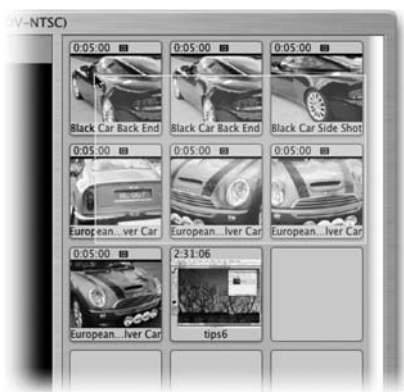 DV-NTSC)
0:05:00 0:05:00 0:05:00
Black Car Back End Black Car Back End Black Car Side Shot
0:05:00 0:05:00 0:05:00
European...ver Car European...lver Car European...lver Car
0:05:00 2:31:06
European...lver Car tips6